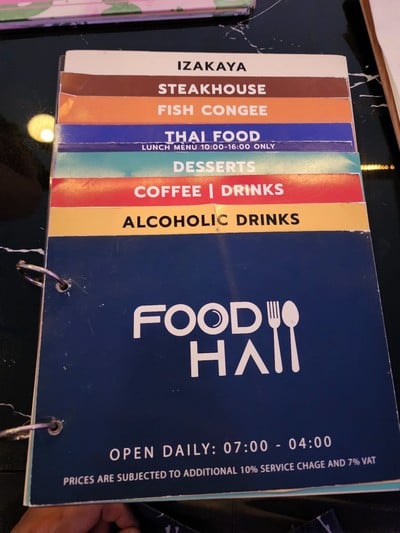 IZAKAYA
STEAKHOUSE
FISH CONGEE
THAI FOOD
LUNCH MENU 10:00-16:00 ONLY
DESSERTS
COFFEE | DRINKS
ALCOHOLIC DRINKS
FOOD
HALL
OPEN DAILY: 07:00 - 04:00
PRICES ARE SUBJECTED TO ADDITIONAL 10% SERVICE CHAGE AND 7% VAT